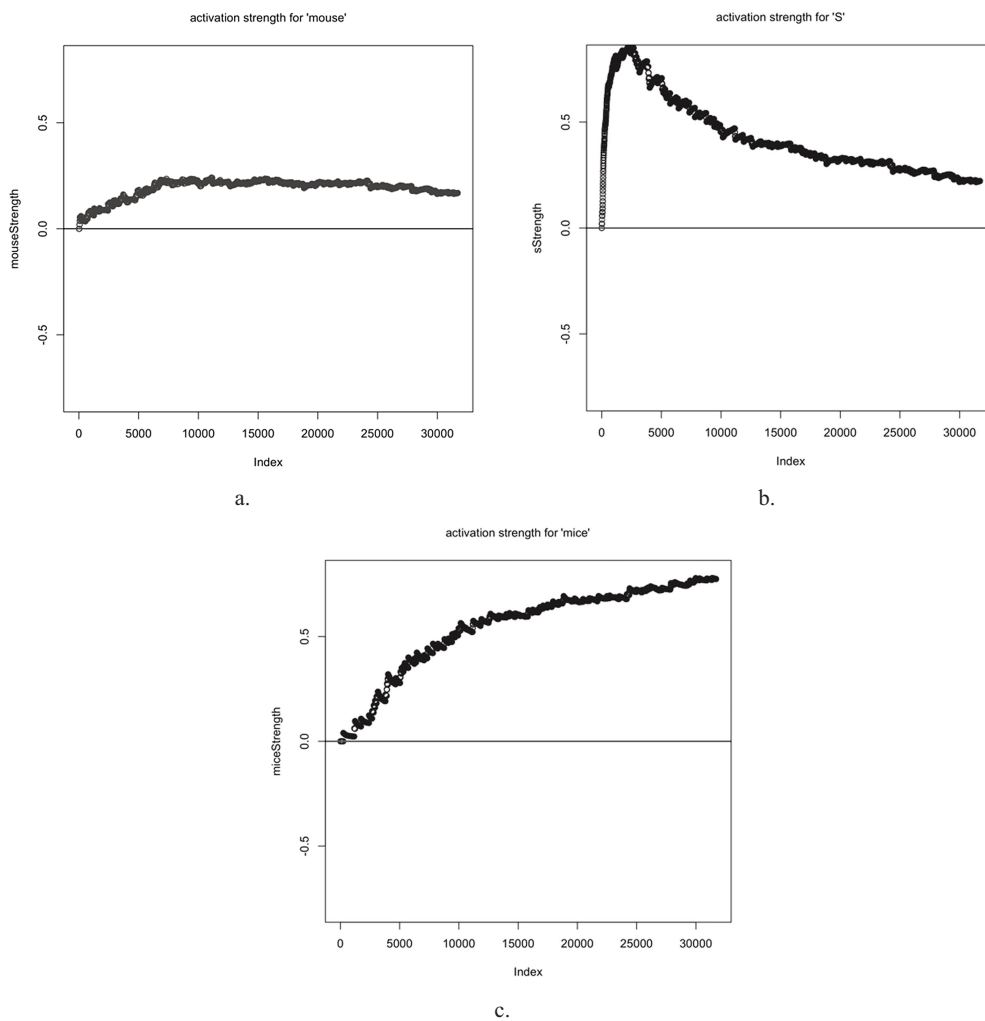 activation strength for 'mouse'
mouseStrength
0.5
0.0
-0.5
0 5000 10000 15000 20000 25000 30000
Index
a.
activation strength for 'S'
sStrength
0.5
0.0
-0.5
0 5000 10000 15000 20000 25000 30000
Index
b.
activation strength for 'mice'
miceStrength
0.5
0.0
-0.5
0 5000 10000 15000 20000 25000 30000
Index
c.